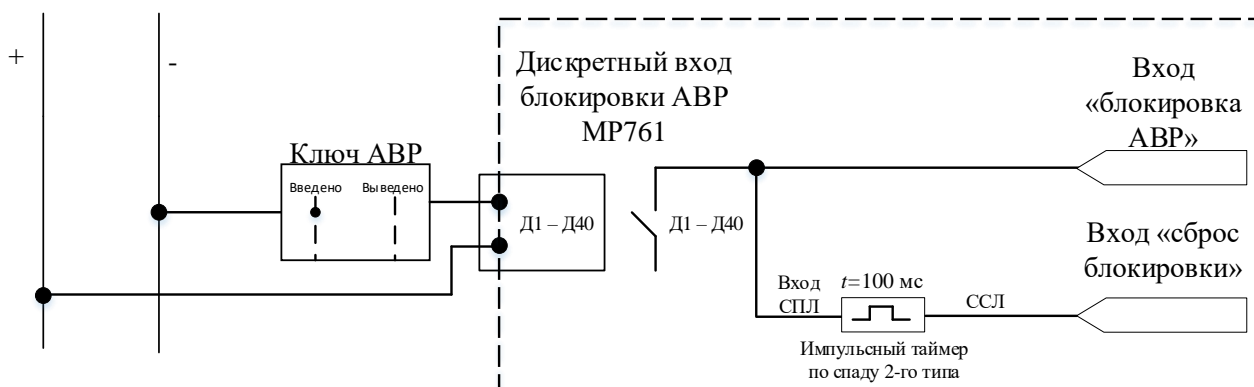 +
-
Дискретный вход
блокировки АВР
МР761
Вход
«блокировка
АВР»
Ключ АВР
Введено
Выведено
Д1 – Д40
Д1 – Д40
Вход «сброс
блокировки»
Вход
СПЛ
t=100 мс
ССЛ
Импульсный таймер
по спаду 2-го типа